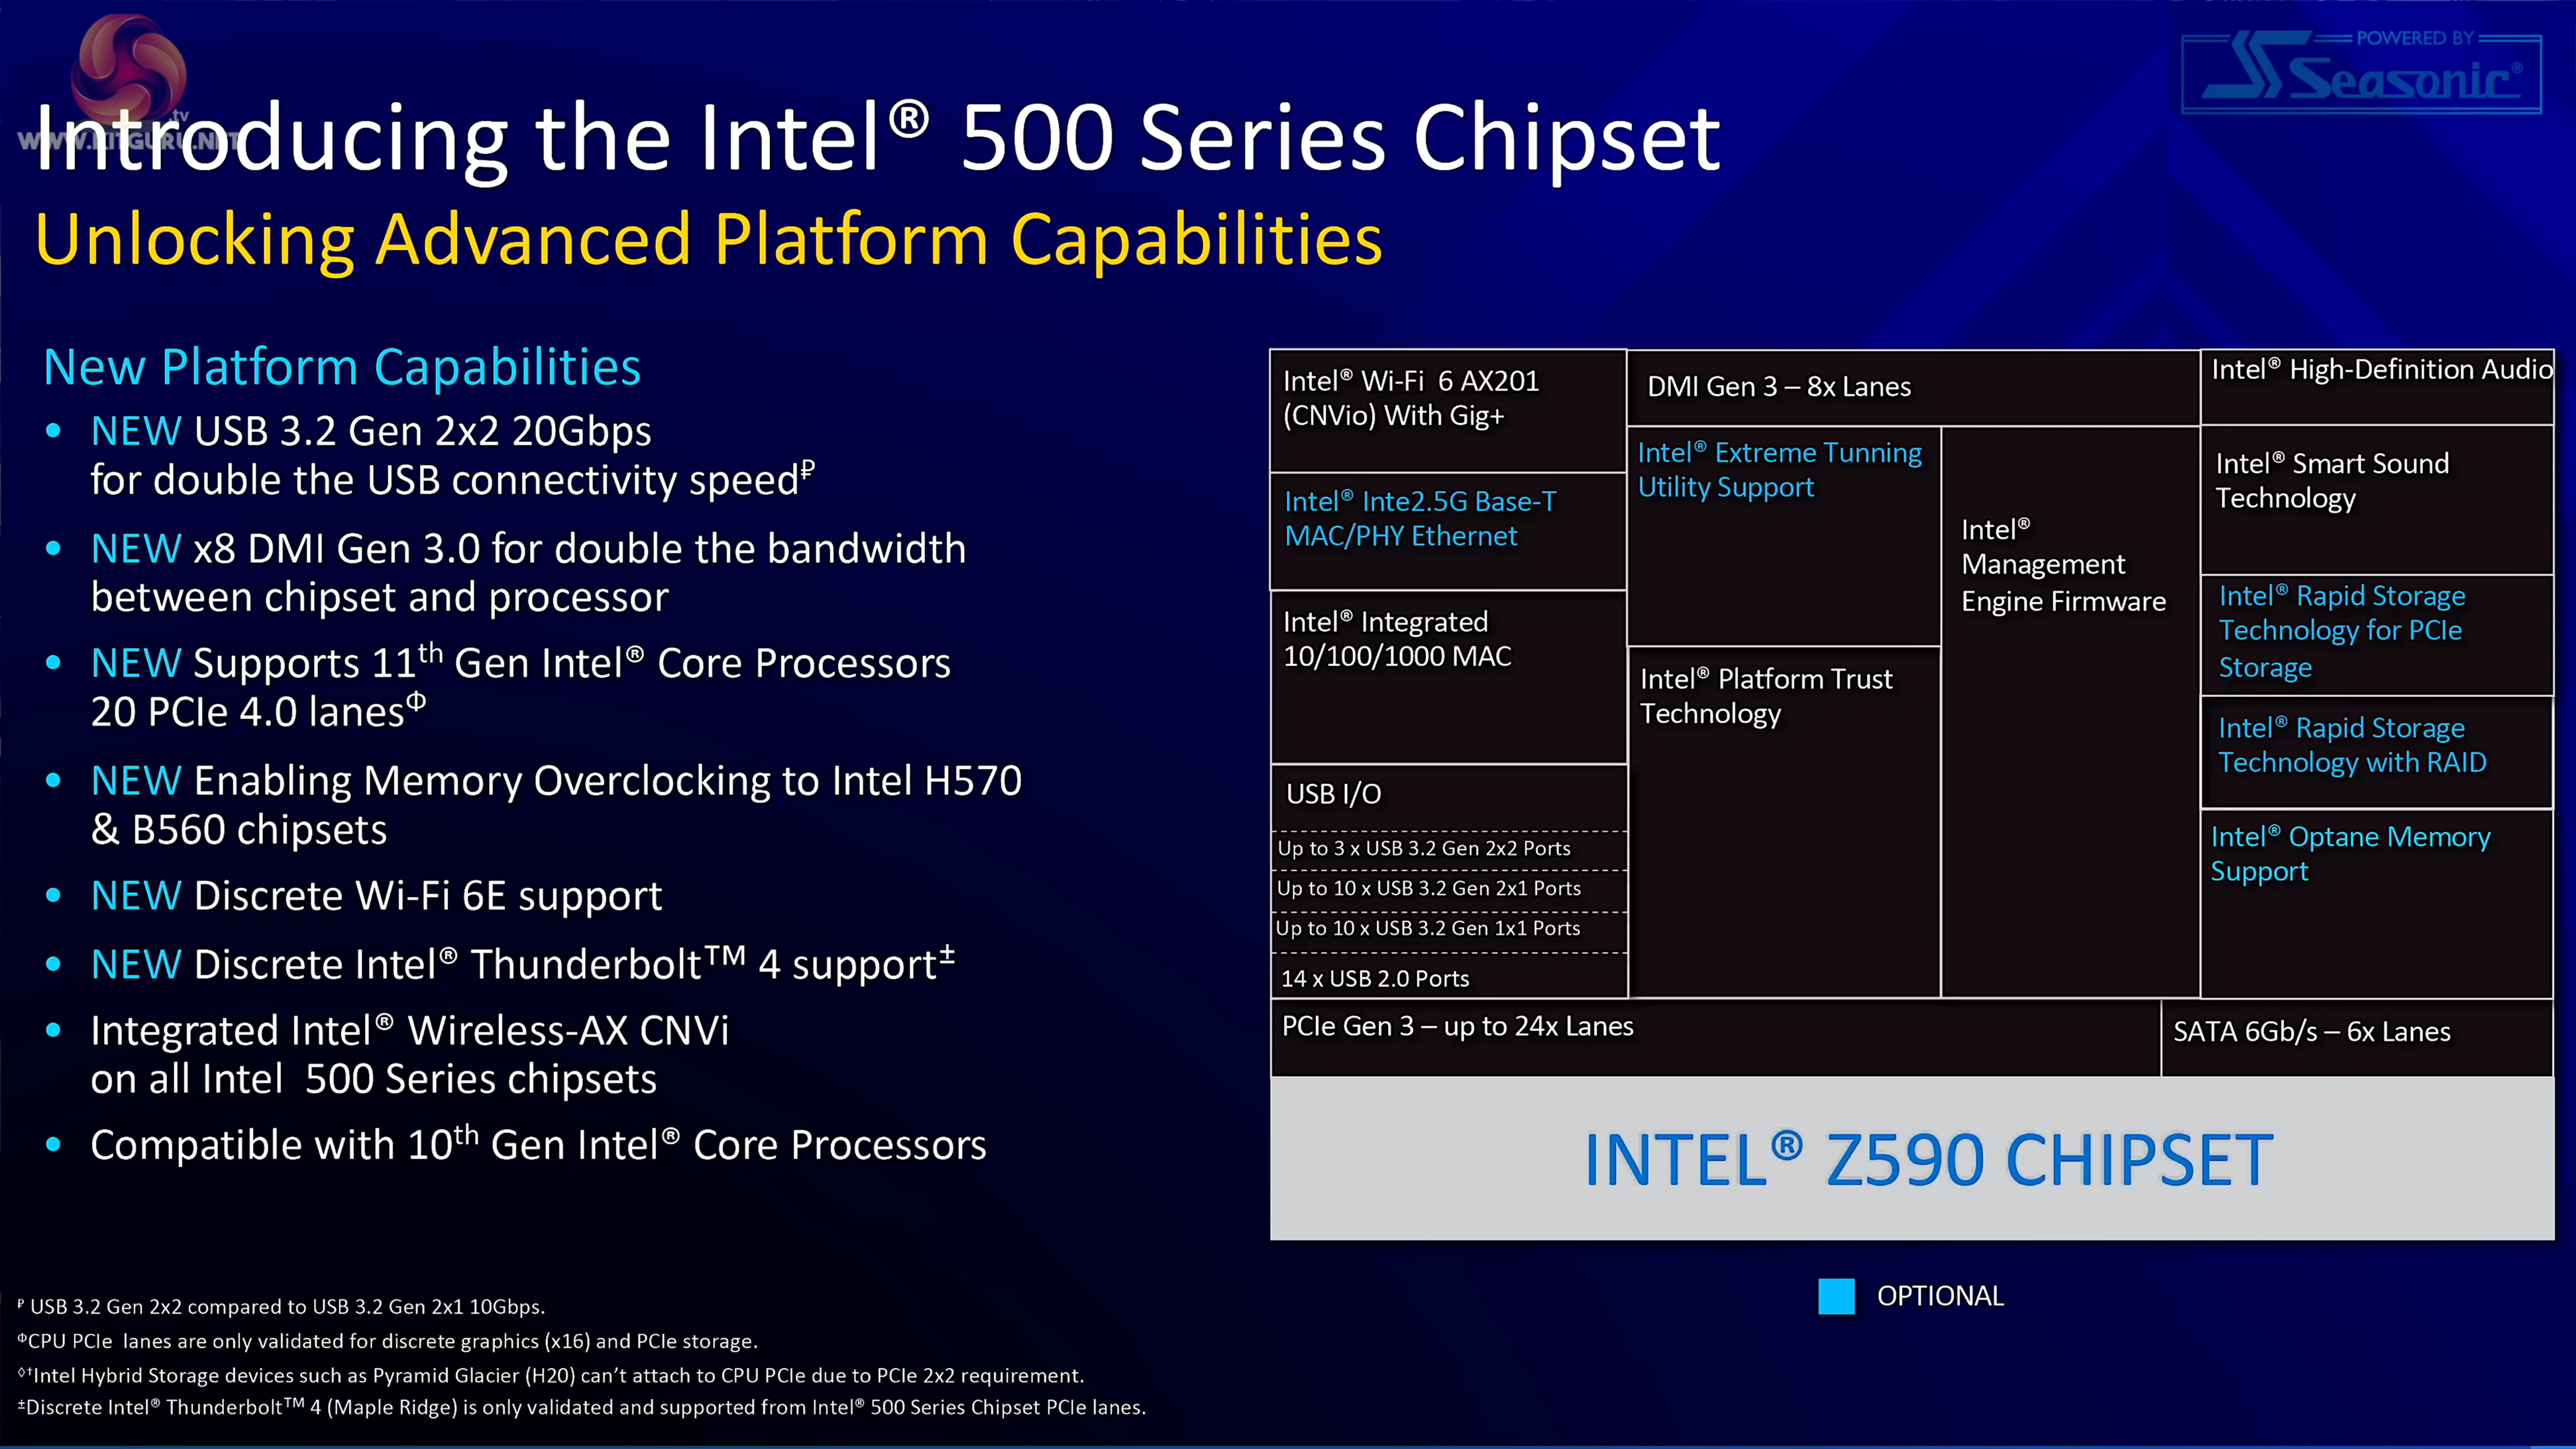 POWERED BY
Seasonic®
.tv
WWW.KITGURU.NET
Introducing the Intel® 500 Series Chipset
Unlocking Advanced Platform Capabilities
New Platform Capabilities
• NEW USB 3.2 Gen 2x2 20Gbps
for double the USB connectivity speed₽
• NEW x8 DMI Gen 3.0 for double the bandwidth
between chipset and processor
• NEW Supports 11th Gen Intel® Core Processors
20 PCIe 4.0 lanesΦ
• NEW Enabling Memory Overclocking to Intel H570
& B560 chipsets
• NEW Discrete Wi-Fi 6E support
• NEW Discrete Intel® Thunderbolt™ 4 support±
• Integrated Intel® Wireless-AX CNVi
on all Intel 500 Series chipsets
• Compatible with 10th Gen Intel® Core Processors
Intel® Wi-Fi 6 AX201
(CNVio) With Gig+
Intel® Inte2.5G Base-T
MAC/PHY Ethernet
Intel® Integrated
10/100/1000 MAC
USB I/O
Up to 3 x USB 3.2 Gen 2x2 Ports
Up to 10 x USB 3.2 Gen 2x1 Ports
Up to 10 x USB 3.2 Gen 1x1 Ports
14 x USB 2.0 Ports
DMI Gen 3 – 8x Lanes
Intel® Extreme Tunning
Utility Support
Intel® Platform Trust
Technology
Intel®
Management
Engine Firmware
Intel® High-Definition Audio
Intel® Smart Sound
Technology
Intel® Rapid Storage
Technology for PCIe
Storage
Intel® Rapid Storage
Technology with RAID
Intel® Optane Memory
Support
PCIe Gen 3 – up to 24x Lanes
SATA 6Gb/s – 6x Lanes
INTEL® Z590 CHIPSET
OPTIONAL
₽ USB 3.2 Gen 2x2 compared to USB 3.2 Gen 2x1 10Gbps.
ΦCPU PCIe lanes are only validated for discrete graphics (x16) and PCIe storage.
◊†Intel Hybrid Storage devices such as Pyramid Glacier (H20) can’t attach to CPU PCIe due to PCIe 2x2 requirement.
±Discrete Intel® Thunderbolt™ 4 (Maple Ridge) is only validated and supported from Intel® 500 Series Chipset PCIe lanes.